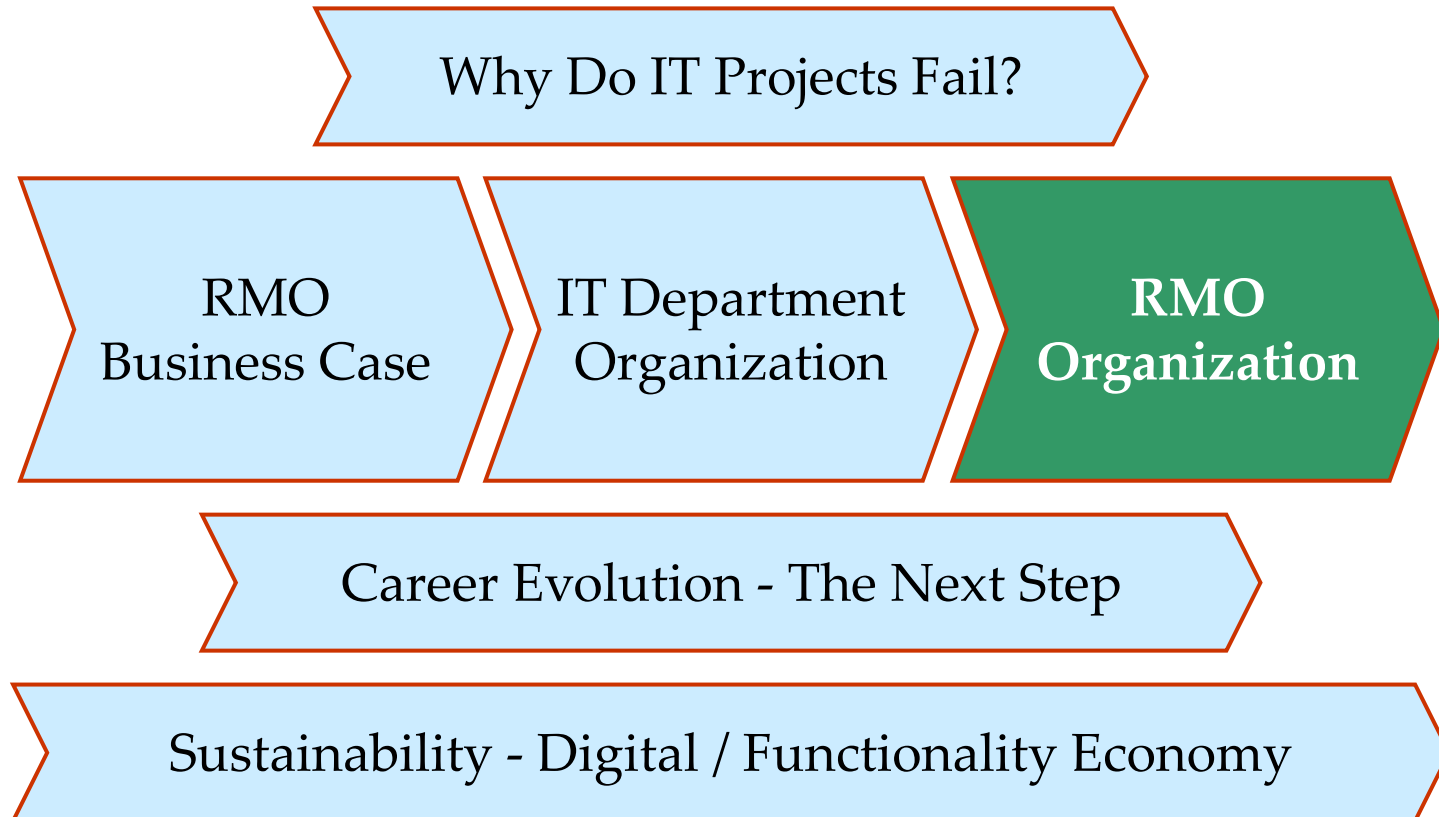 Why Do IT Projects Fail?
RMO
Business Case
IT Department
Organization
RMO
Organization
Career Evolution - The Next Step
Sustainability - Digital / Functionality Economy